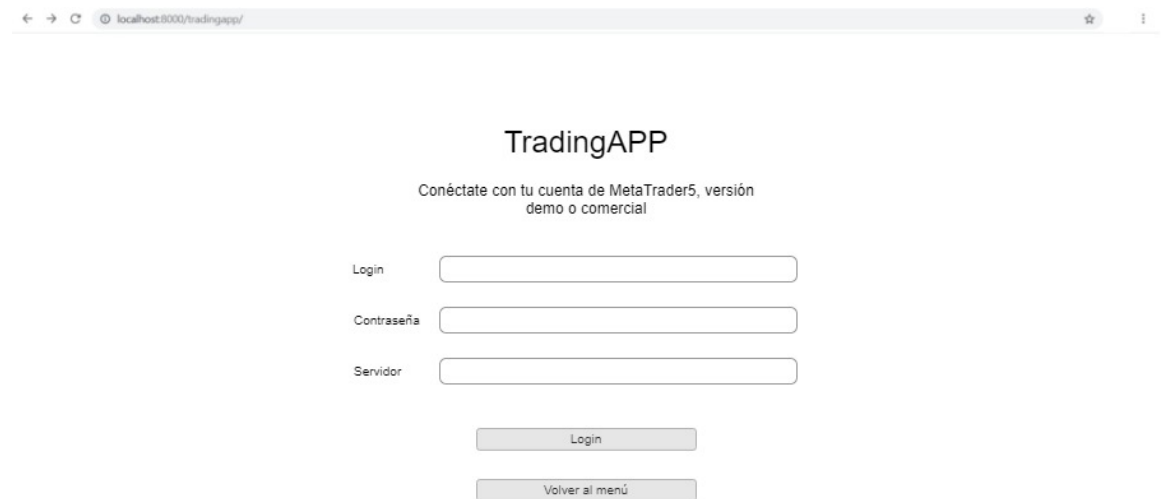 localhost:8000/tradingapp/
TradingAPP
Conéctate con tu cuenta de MetaTrader5, versión
demo o comercial
Login
Contraseña
Servidor
Login
Volver al menú